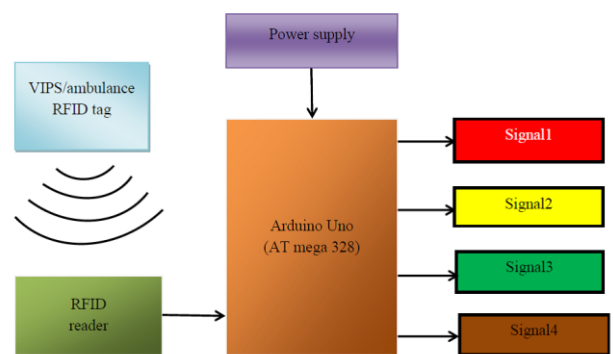 Power supply
VIPS/ambulance
RFID tag
Signal1
Signal2
Arduino Uno
(AT mega 328)
Signal3
RFID
reader
Signal4